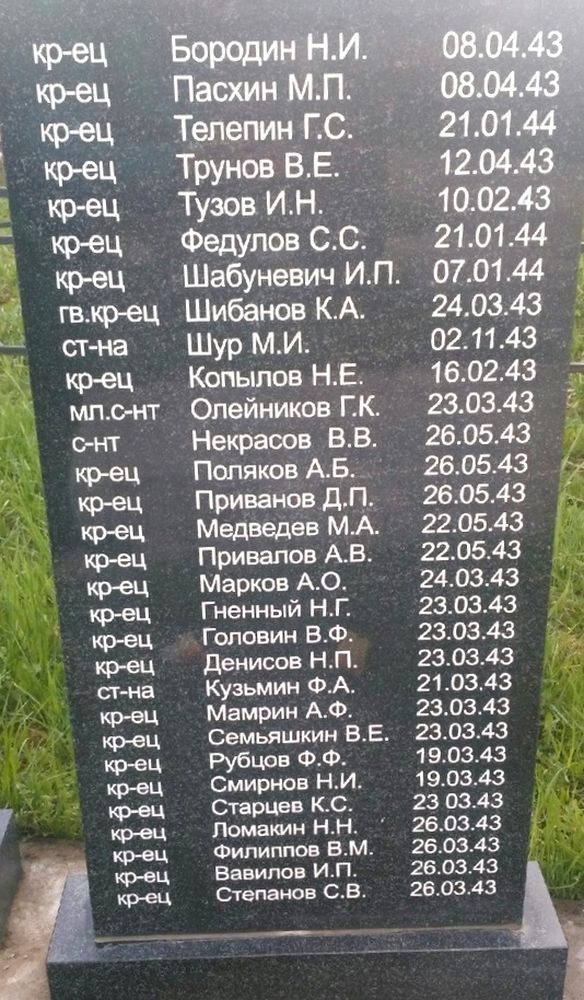 кр-ец Бородин Н.И. 08.04.43
кр-ец Пасхин М.П. 08.04.43
кр-ец Телепин Г.С. 21.01.44
кр-ец Трунов В.Е. 12.04.43
кр-ец Тузов И.Н. 10.02.43
кр-ец Федулов С.С. 21.01.44
кр-ец Шабуневич И.П. 07.01.44
гв.кр-ец Шибанов К.А. 24.03.43
ст-на Шур М.И. 02.11.43
кр-ец Копылов Н.Е. 16.02.43
мл.с-нт Олейников Г.К. 23.03.43
с-нт Некрасов В.В. 26.05.43
кр-ец Поляков А.Б. 26.05.43
кр-ец Приванов Д.П. 26.05.43
кр-ец Медведев М.А. 22.05.43
кр-ец Привалов А.В. 22.05.43
кр-ец Марков А.О. 24.03.43
кр-ец Гненный Н.Г. 23.03.43
кр-ец Головин В.Ф. 23.03.43
кр-ец Денисов Н.П. 23.03.43
ст-на Кузьмин Ф.А. 21.03.43
кр-ец Мамрин А.Ф. 23.03.43
кр-ец Семьяшкин В.Е. 23.03.43
кр-ец Рубцов Ф.Ф. 19.03.43
кр-ец Смирнов Н.И. 19.03.43
кр-ец Старцев К.С. 23 03.43
кр-ец Ломакин Н.Н. 26.03.43
кр-ец Филиппов В.М. 26.03.43
кр-ец Вавилов И.П. 26.03.43
кр-ец Степанов С.В. 26.03.43